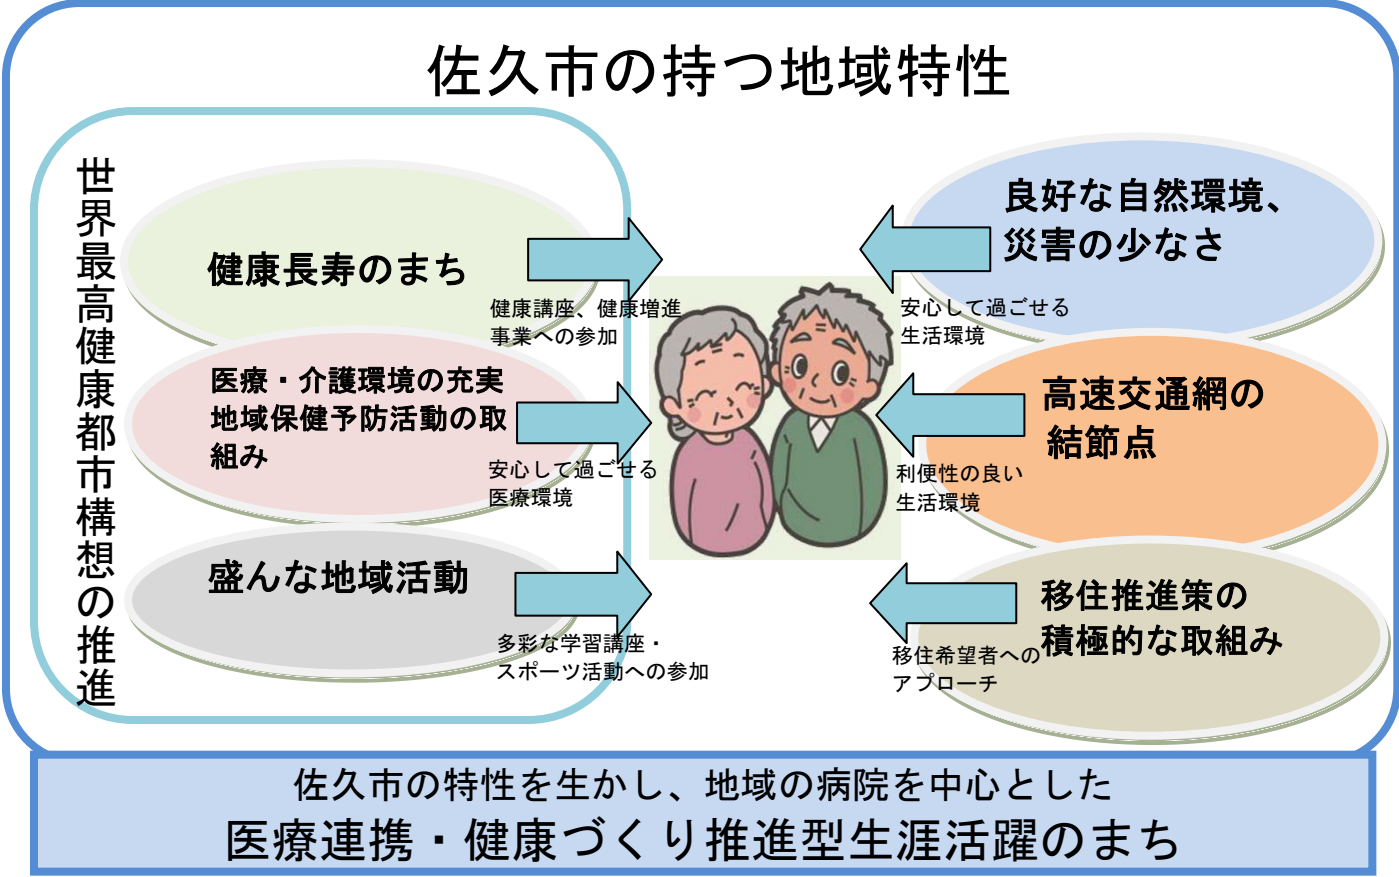 佐久市の持つ地域特性
世界最高健康都市構想の推進
健康長寿のまち
健康講座、健康増進
事業への参加
医療・介護環境の充実
地域保健予防活動の取
組み
安心して過ごせる
医療環境
盛んな地域活動
多彩な学習講座・
スポーツ活動への参加
良好な自然環境、
災害の少なさ
安心して過ごせる
生活環境
高速交通網の
結節点
利便性の良い
生活環境
移住推進策の
積極的な取組み
移住希望者への
アプローチ
佐久市の特性を生かし、地域の病院を中心とした
医療連携・健康づくり推進型生涯活躍のまち